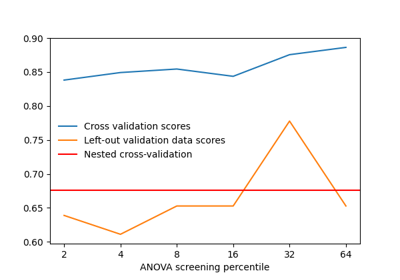 0.90
0.85
0.80
0.75
0.70
0.65
0.60
Cross validation scores
Left-out validation data scores
Nested cross-validation
2 4 8 16 32 64
ANOVA screening percentile